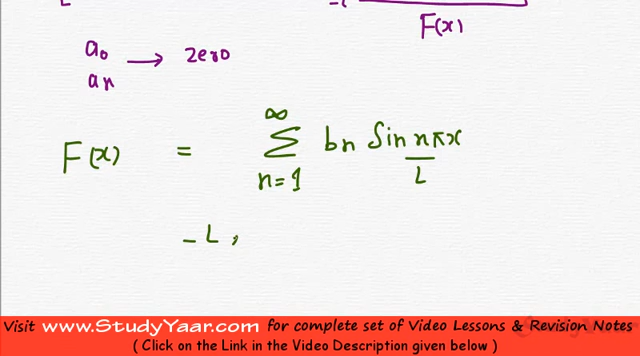 L
-L
F(x)
a0 → zero
an
F(x) = ∞ Σ n=1 bn Sin nπx / L
-L ,
Visit www.StudyYaar.com for complete set of Video Lessons & Revision Notes
( Click on the Link in the Video Description given below )